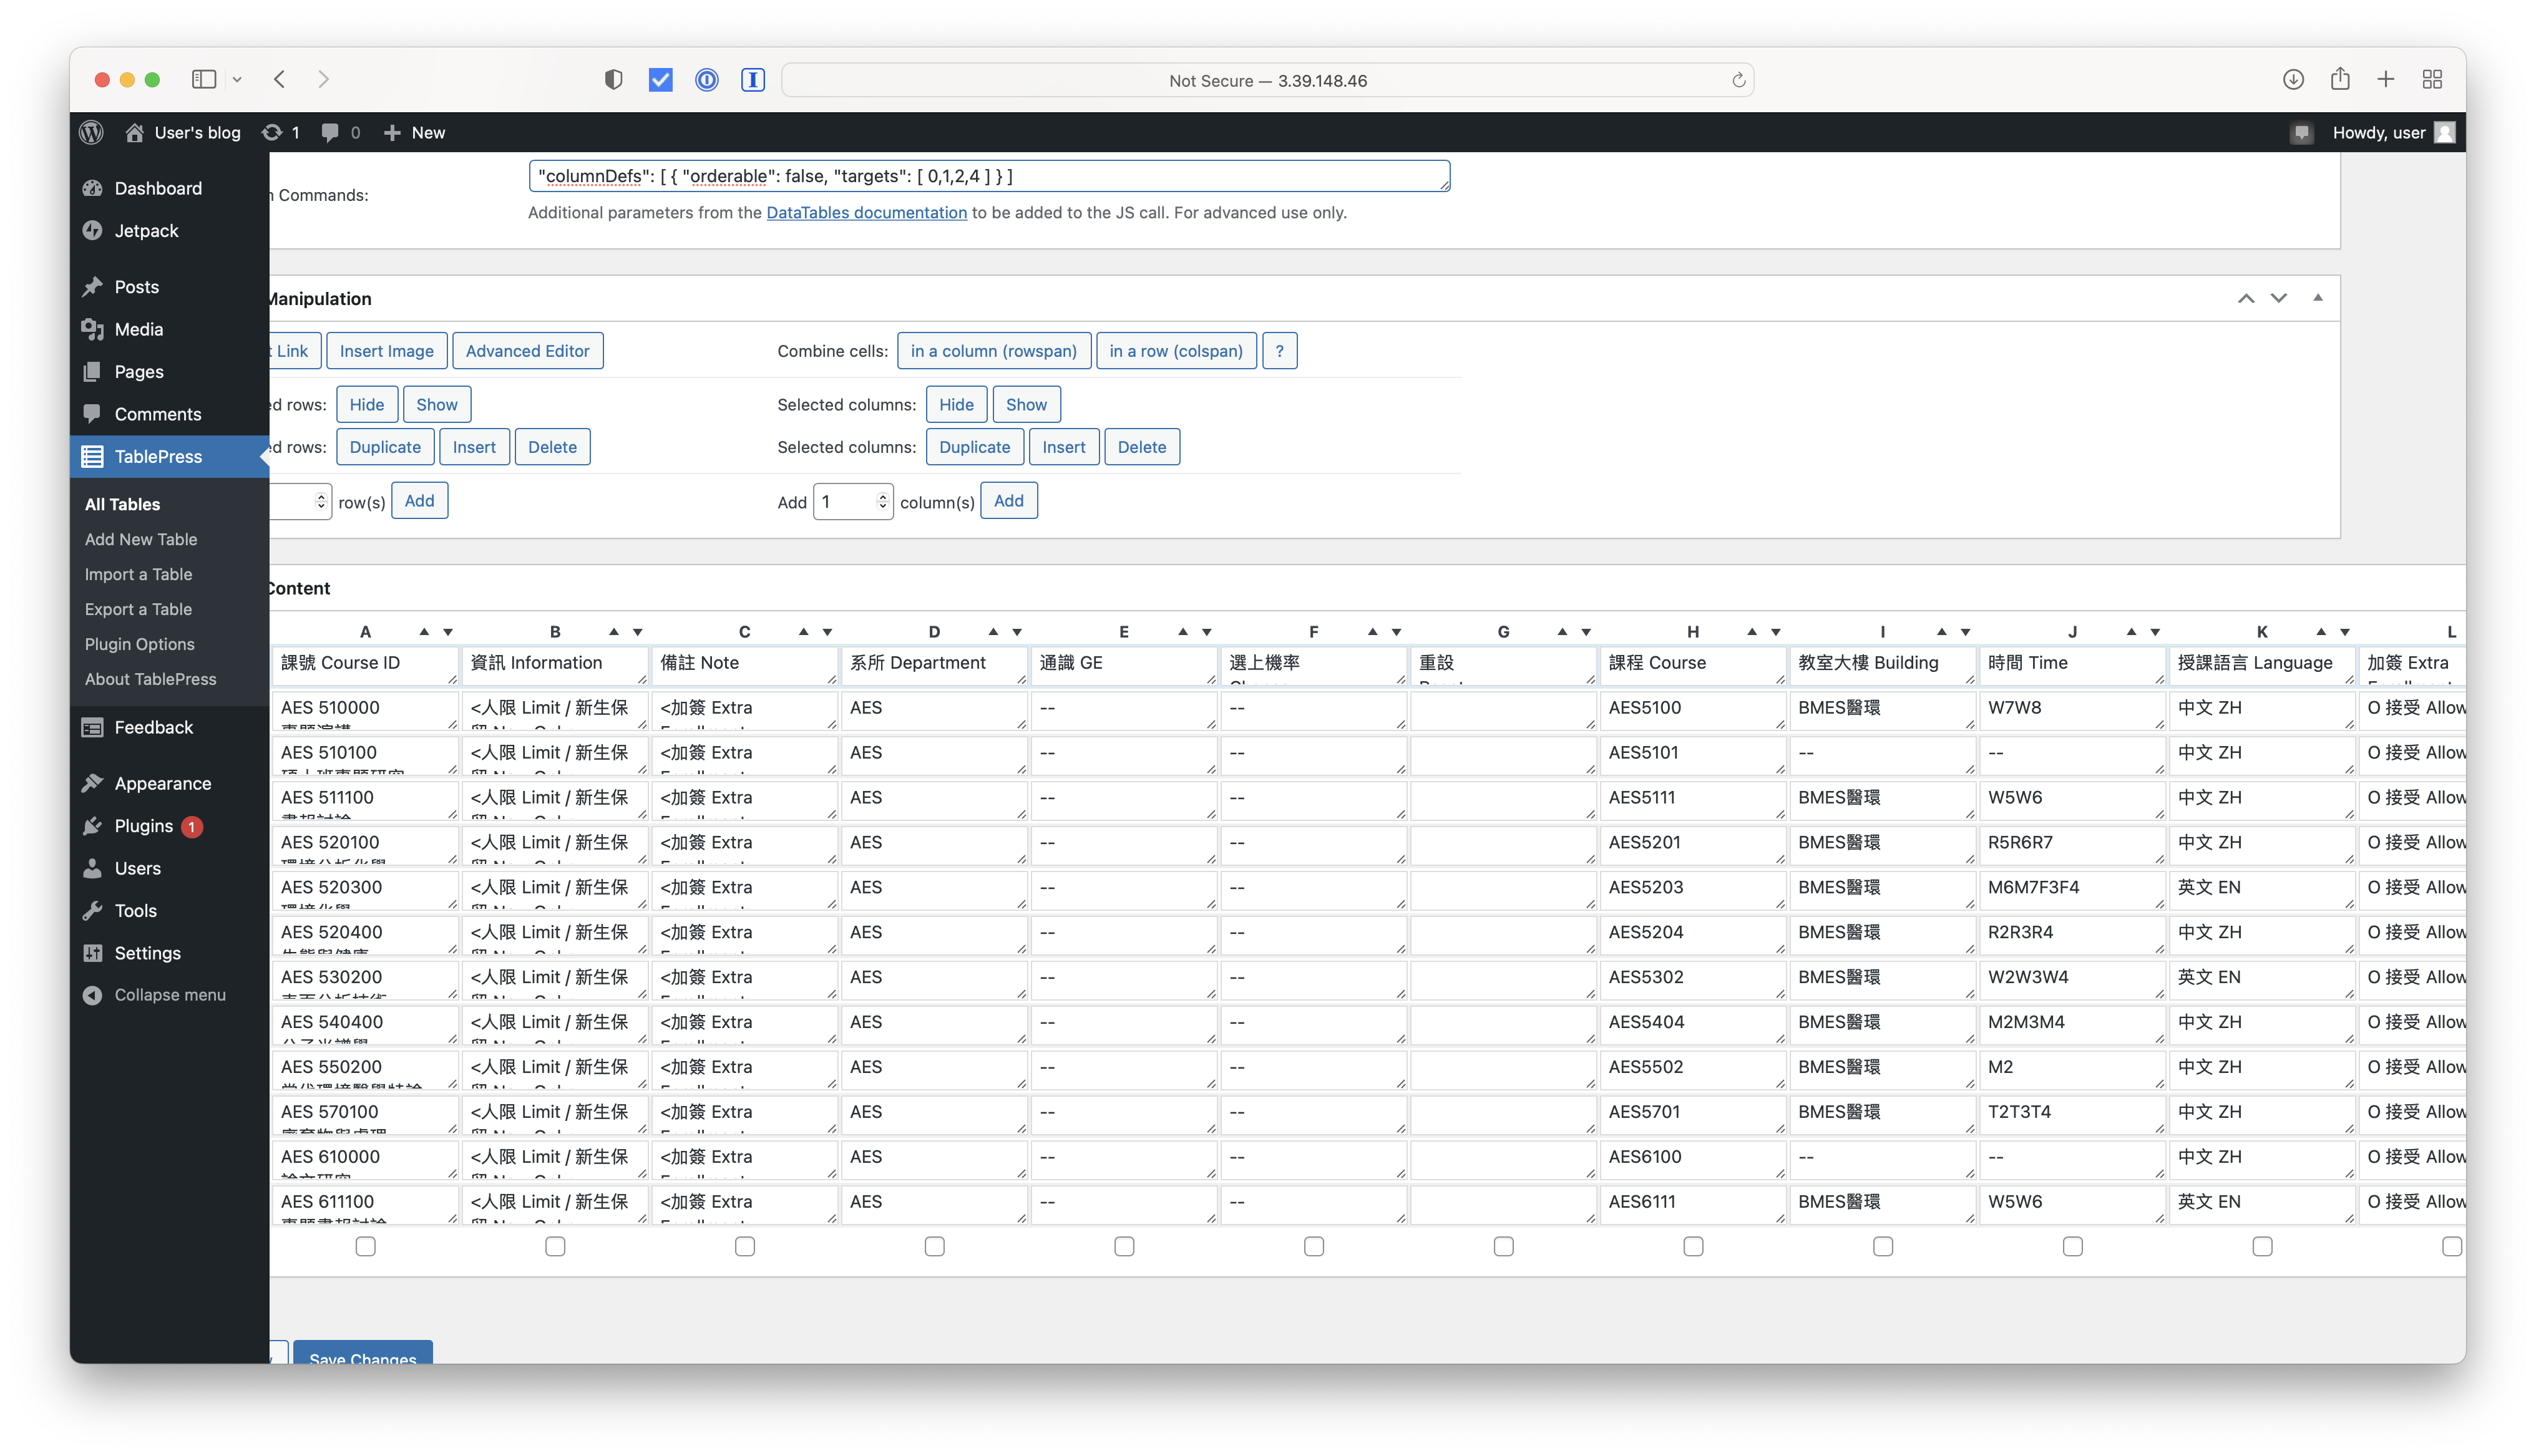 Not Secure — 3.39.148.46
User's blog 1 0 New Howdy, user
Dashboard
Jetpack
Posts
Media
Pages
Comments
TablePress
All Tables
Add New Table
Import a Table
Export a Table
Plugin Options
About TablePress
Feedback
Appearance
Plugins 1
Users
Tools
Settings
Collapse menu
Commands:
"columnDefs": [ { "orderable": false, "targets": [ 0,1,2,4 ] } ]
Additional parameters from the DataTables documentation to be added to the JS call. For advanced use only.
Manipulation
Link Insert Image Advanced Editor Combine cells: in a column (rowspan) in a row (colspan) ?
rows: Hide Show Selected columns: Hide Show
rows: Duplicate Insert Delete Selected columns: Duplicate Insert Delete
row(s) Add Add 1 column(s) Add
Content
A B C D E F G H I J K L
課號 Course ID 資訊 Information 備註 Note 系所 Department 通識 GE 選上機率 重設 課程 Course 教室大樓 Building 時間 Time 授課語言 Language 加簽 Extra
AES 510000 <人限 Limit / 新生保 <加簽 Extra AES -- -- AES5100 BMES醫環 W7W8 中文 ZH O 接受 Allow
AES 510100 <人限 Limit / 新生保 <加簽 Extra AES -- -- AES5101 -- -- 中文 ZH O 接受 Allow
AES 511100 <人限 Limit / 新生保 <加簽 Extra AES -- -- AES5111 BMES醫環 W5W6 中文 ZH O 接受 Allow
AES 520100 <人限 Limit / 新生保 <加簽 Extra AES -- -- AES5201 BMES醫環 R5R6R7 中文 ZH O 接受 Allow
AES 520300 <人限 Limit / 新生保 <加簽 Extra AES -- -- AES5203 BMES醫環 M6M7F3F4 英文 EN O 接受 Allow
AES 520400 <人限 Limit / 新生保 <加簽 Extra AES -- -- AES5204 BMES醫環 R2R3R4 中文 ZH O 接受 Allow
AES 530200 <人限 Limit / 新生保 <加簽 Extra AES -- -- AES5302 BMES醫環 W2W3W4 英文 EN O 接受 Allow
AES 540400 <人限 Limit / 新生保 <加簽 Extra AES -- -- AES5404 BMES醫環 M2M3M4 中文 ZH O 接受 Allow
AES 550200 <人限 Limit / 新生保 <加簽 Extra AES -- -- AES5502 BMES醫環 M2 中文 ZH O 接受 Allow
AES 570100 <人限 Limit / 新生保 <加簽 Extra AES -- -- AES5701 BMES醫環 T2T3T4 中文 ZH O 接受 Allow
AES 610000 <人限 Limit / 新生保 <加簽 Extra AES -- -- AES6100 -- -- 中文 ZH O 接受 Allow
AES 611100 <人限 Limit / 新生保 <加簽 Extra AES -- -- AES6111 BMES醫環 W5W6 英文 EN O 接受 Allow
Save Changes